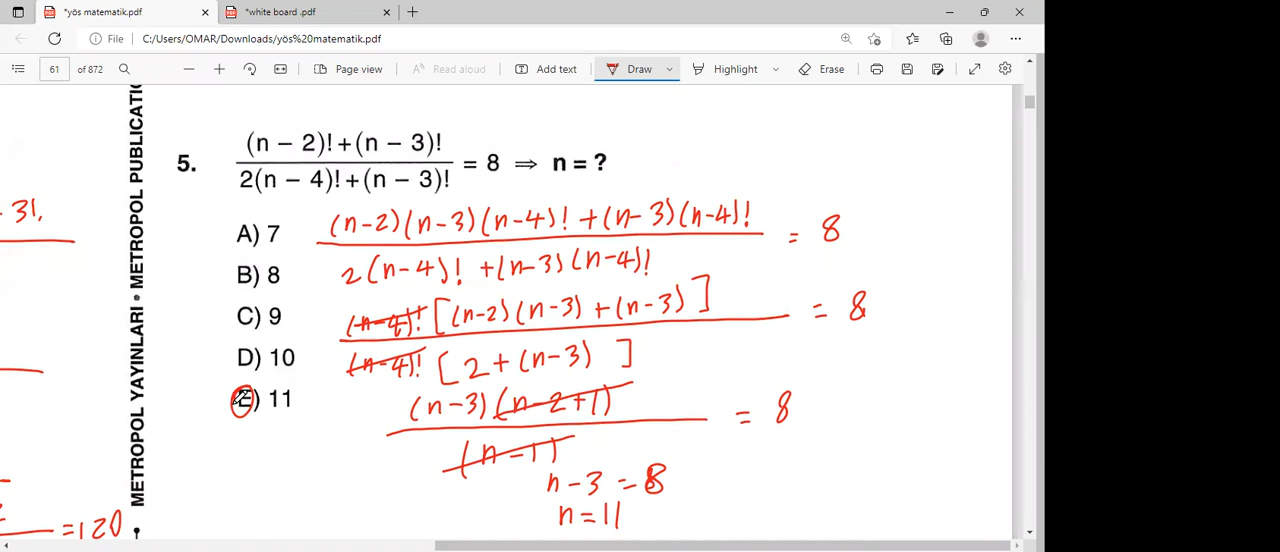 *yös matematik.pdf
*white board .pdf
File C:/Users/OMAR/Downloads/yös%20matematik.pdf
61 of 872
Page view
Read aloud
Add text
Draw
Highlight
Erase
METROPOL YAYINLARI • METROPOL PUBLICATIO
5. (n – 2)! + (n – 3)!
2(n – 4)! + (n – 3)! = 8 ⇒ n = ?
A) 7
B) 8
C) 9
D) 10
E) 11
(n-2)(n-3)(n-4)! + (n-3)(n-4)!
2(n-4)! + (n-3)(n-4)! = 8
(n-4)! [(n-2)(n-3) + (n-3)]
(n-4)! [2 + (n-3)] = 8
(n-3)(n-2+1)
(n-1) = 8
n-3 = 8
n = 11
- 3!.
=120